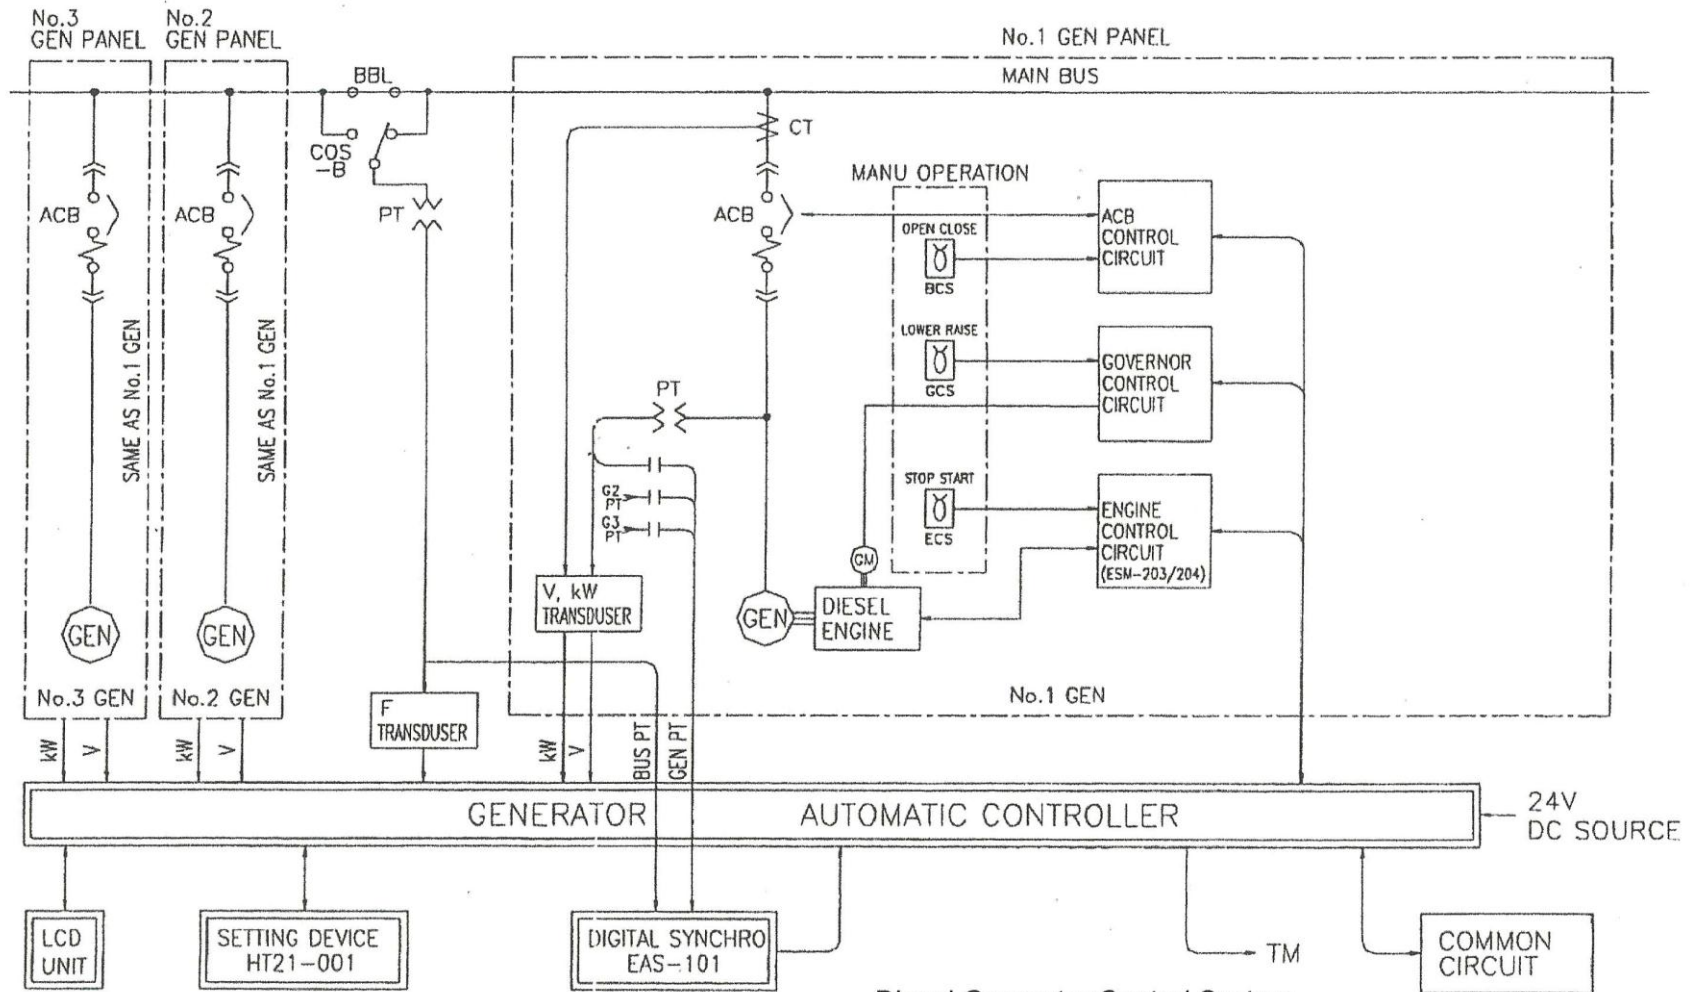 No.3
GEN PANEL
No.2
GEN PANEL
No.1 GEN PANEL
BBL
MAIN BUS
COS
-B
PT
CT
ACB
ACB
ACB
MANU OPERATION
OPEN CLOSE
BCS
ACB
CONTROL
CIRCUIT
LOWER RAISE
GCS
GOVERNOR
CONTROL
CIRCUIT
SAME AS No.1 GEN
SAME AS No.1 GEN
PT
G2
PT
G3
PT
STOP START
ECS
ENGINE
CONTROL
CIRCUIT
(ESM-203/204)
GM
V, kW
TRANSDUSER
GEN
GEN
GEN
DIESEL
ENGINE
No.3 GEN
No.2 GEN
No.1 GEN
F
TRANSDUSER
kW
V
kW
V
kW
V
BUS PT
GEN PT
GENERATOR AUTOMATIC CONTROLLER
24V
DC SOURCE
LCD
UNIT
SETTING DEVICE
HT21-001
DIGITAL SYNCHRO
EAS-101
TM
COMMON
CIRCUIT